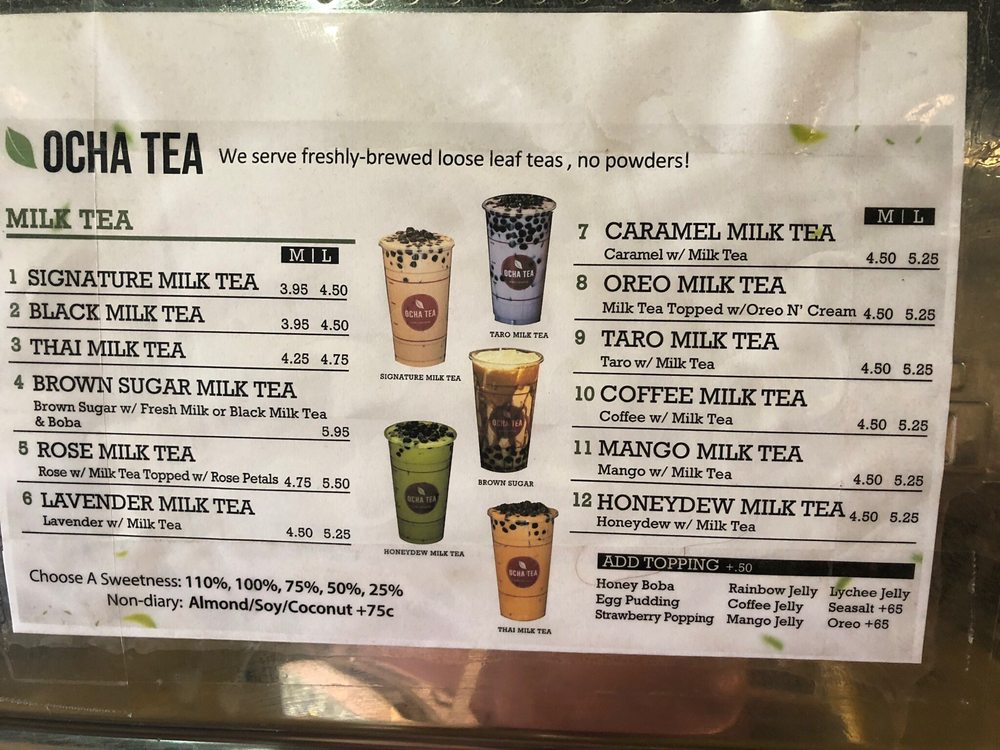 OCHA TEA We serve freshly-brewed loose leaf teas, no powders!
MILK TEA
M | L
1 SIGNATURE MILK TEA 3.95 4.50
2 BLACK MILK TEA 3.95 4.50
3 THAI MILK TEA 4.25 4.75
4 BROWN SUGAR MILK TEA
Brown Sugar w/ Fresh Milk or Black Milk Tea
& Boba
5.95
5 ROSE MILK TEA
Rose w/ Milk Tea Topped w/ Rose Petals 4.75 5.50
6 LAVENDER MILK TEA
Lavender w/ Milk Tea 4.50 5.25
Choose A Sweetness: 110%, 100%, 75%, 50%, 25%
Non-diary: Almond/Soy/Coconut +75c
OCHA TEA
TARO MILK TEA
OCHA TEA
SIGNATURE MILK TEA
OCHA TEA
BROWN SUGAR
OCHA TEA
HONEYDEW MILK TEA
OCHA TEA
THAI MILK TEA
M | L
7 CARAMEL MILK TEA
Caramel w/ Milk Tea 4.50 5.25
8 OREO MILK TEA
Milk Tea Topped w/Oreo N' Cream 4.50 5.25
9 TARO MILK TEA
Taro w/ Milk Tea 4.50 5.25
10 COFFEE MILK TEA
Coffee w/ Milk Tea 4.50 5.25
11 MANGO MILK TEA
Mango w/ Milk Tea 4.50 5.25
12 HONEYDEW MILK TEA 4.50 5.25
Honeydew w/ Milk Tea
ADD TOPPING +.50
Honey Boba Rainbow Jelly Lychee Jelly
Egg Pudding Coffee Jelly Seasalt +65
Strawberry Popping Mango Jelly Oreo +65